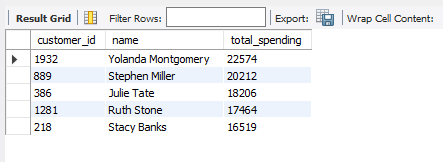 Result Grid Filter Rows: Export: Wrap Cell Content:
customer_id name total_spending
1932 Yolanda Montgomery 22574
889 Stephen Miller 20212
386 Julie Tate 18206
1281 Ruth Stone 17464
218 Stacy Banks 16519